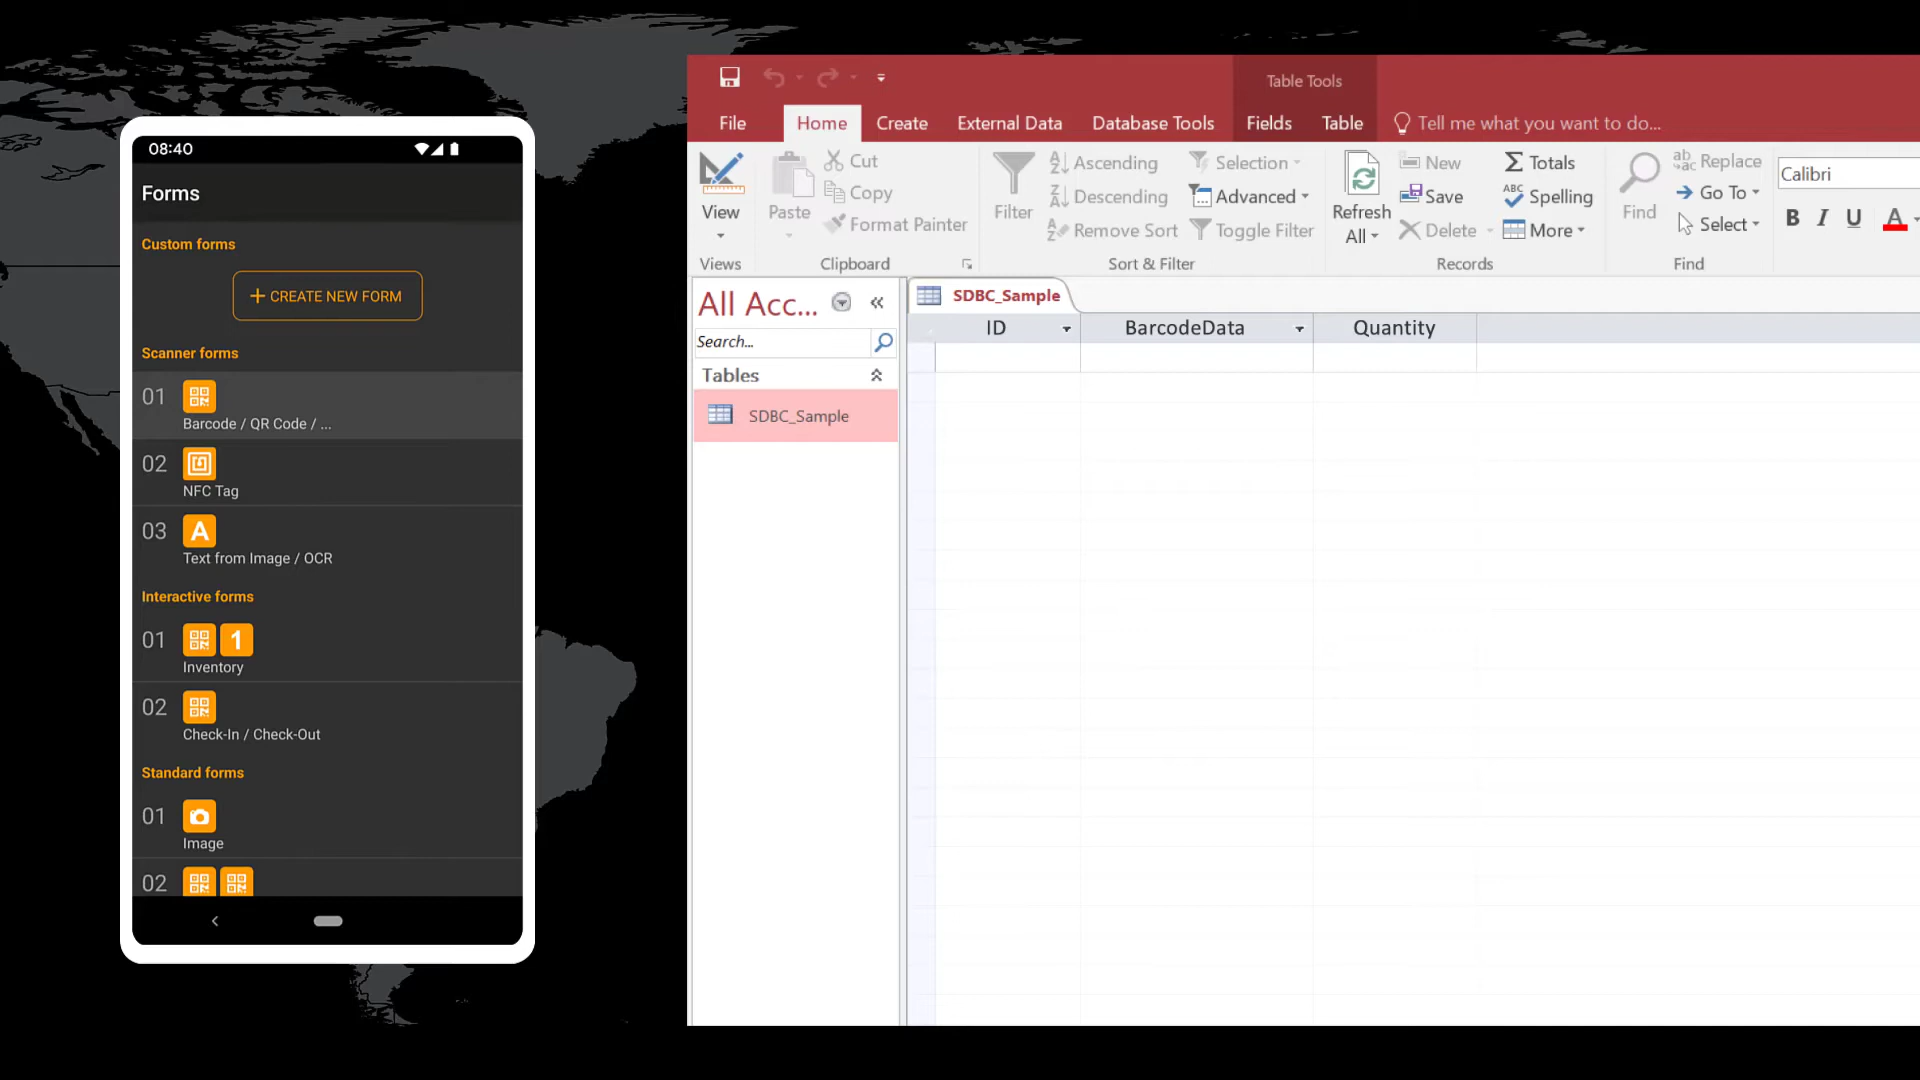 08:40
Forms
Custom forms
+ CREATE NEW FORM
Scanner forms
01
Barcode / QR Code / ...
02
NFC Tag
03
A
Text from Image / OCR
Interactive forms
01
1
Inventory
02
Check-In / Check-Out
Standard forms
01
Image
02
Table Tools
File Home Create External Data Database Tools Fields Table Tell me what you want to do...
View
Views
Paste
Cut
Copy
Format Painter
Clipboard
Filter
Ascending
Descending
Remove Sort
Selection
Advanced
Toggle Filter
Sort & Filter
Refresh
All
New
Save
Delete
Totals
Spelling
More
Records
Find
Replace
Go To
Select
Find
Calibri
B I U A
All Acc...
Search...
Tables
SDBC_Sample
SDBC_Sample
ID BarcodeData Quantity